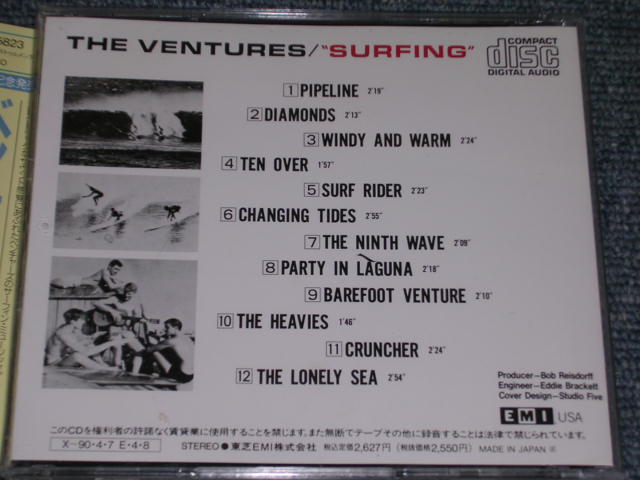 THE VENTURES/"SURFING"
COMPACT
disc
DIGITAL AUDIO
1 PIPELINE 2'19"
2 DIAMONDS 2'13"
3 WINDY AND WARM 2'24"
4 TEN OVER 1'57"
5 SURF RIDER 2'23"
6 CHANGING TIDES 2'55"
7 THE NINTH WAVE 2'09"
8 PARTY IN LAGUNA 2'18"
9 BAREFOOT VENTURE 2'10"
10 THE HEAVIES 1'46"
11 CRUNCHER 2'24"
12 THE LONELY SEA 2'54"
Producer–Bob Reisdorff
Engineer–Eddie Brackett
Cover Design–Studio Five
EMI USA
このCDを権利者の許諾なく賃貸業に使用することを禁じます。また無断でテープその他に録音することは法律で禁じられています。
X–90·4·7 E·4·8
STEREO ●東芝EMI株式会社 税込定価2,627円(税抜価格2,550円) MADE IN JAPAN
5823